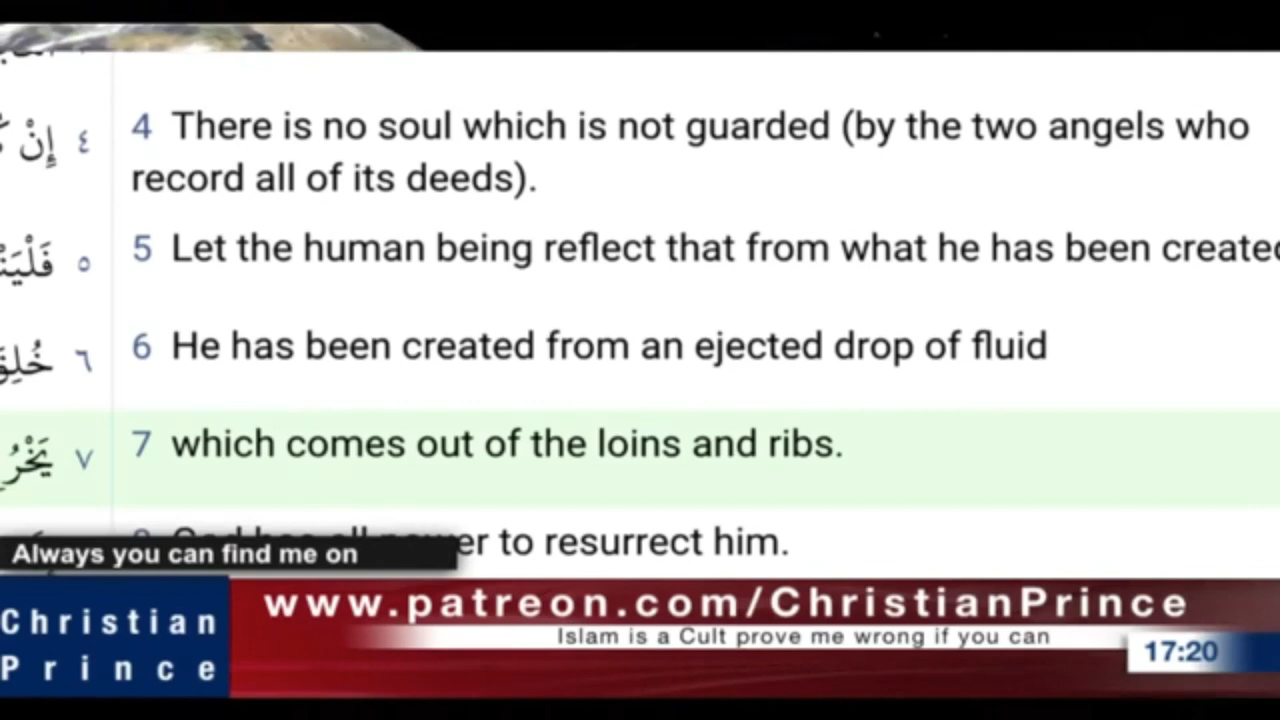 إِنْ ٤
4 There is no soul which is not guarded (by the two angels who
record all of its deeds).
٥
5 Let the human being reflect that from what he has been created
٦
6 He has been created from an ejected drop of fluid
٧
7 which comes out of the loins and ribs.
to resurrect him.
Always you can find me on
Christian
Prince
www.patreon.com/ChristianPrince
Islam is a Cult prove me wrong if you can
17:20